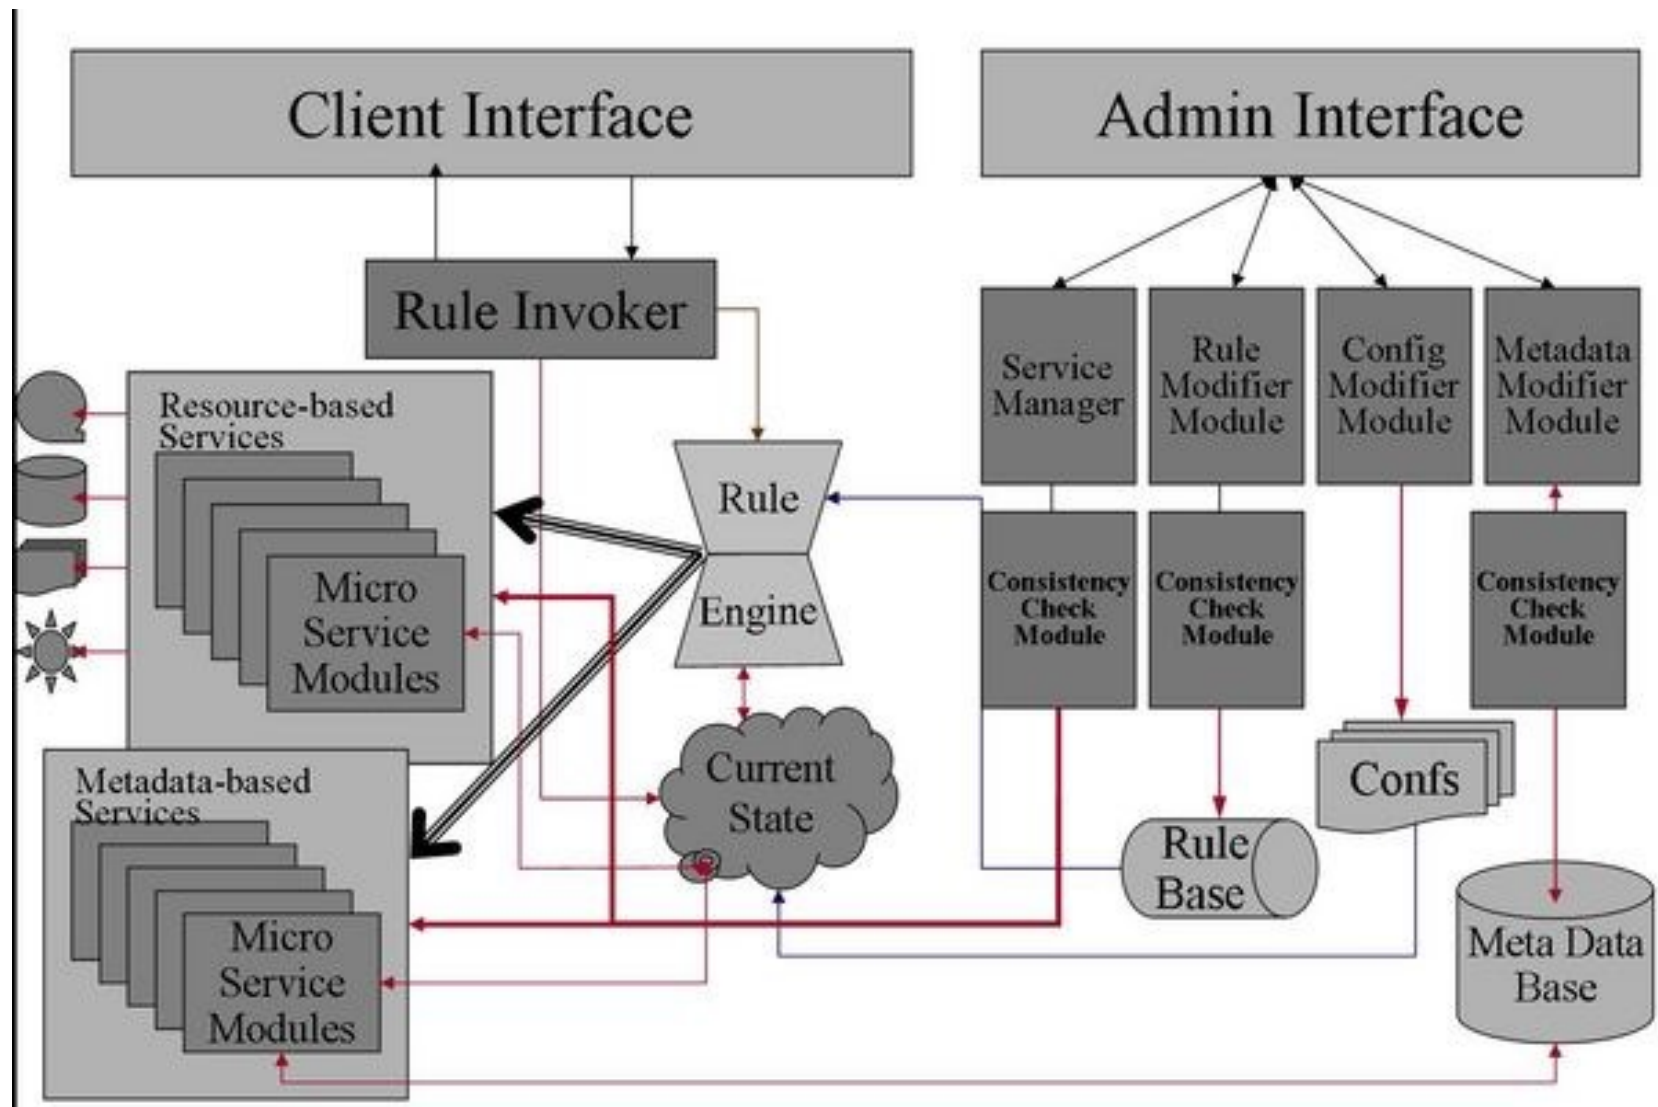 Client Interface
Admin Interface
Rule Invoker
Service
Manager
Rule
Modifier
Module
Config
Modifier
Module
Metadata
Modifier
Module
Resource-based
Services
Micro
Service
Modules
Rule
Engine
Consistency
Check
Module
Consistency
Check
Module
Consistency
Check
Module
Current
State
Confs
Metadata-based
Services
Micro
Service
Modules
Rule
Base
Meta Data
Base